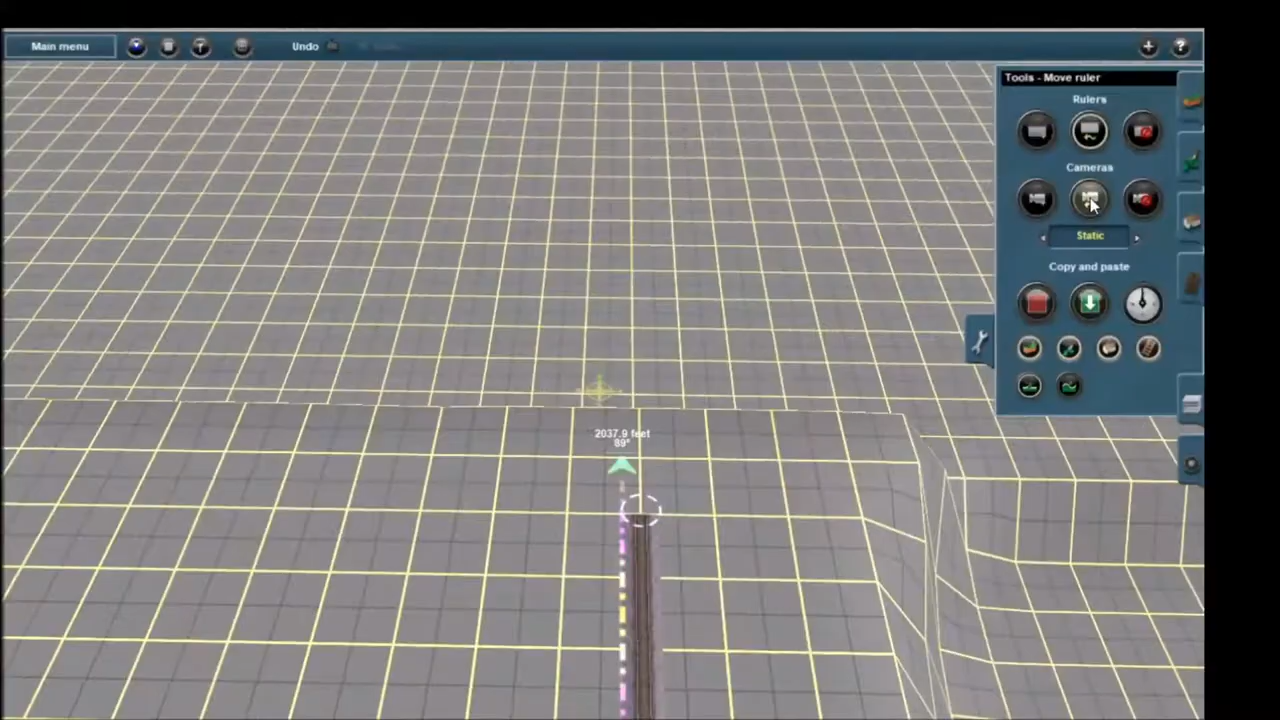 Main menu
Undo
?
Tools - Move ruler
Rulers
Cameras
Static
Copy and paste
2037.9 feet
89°